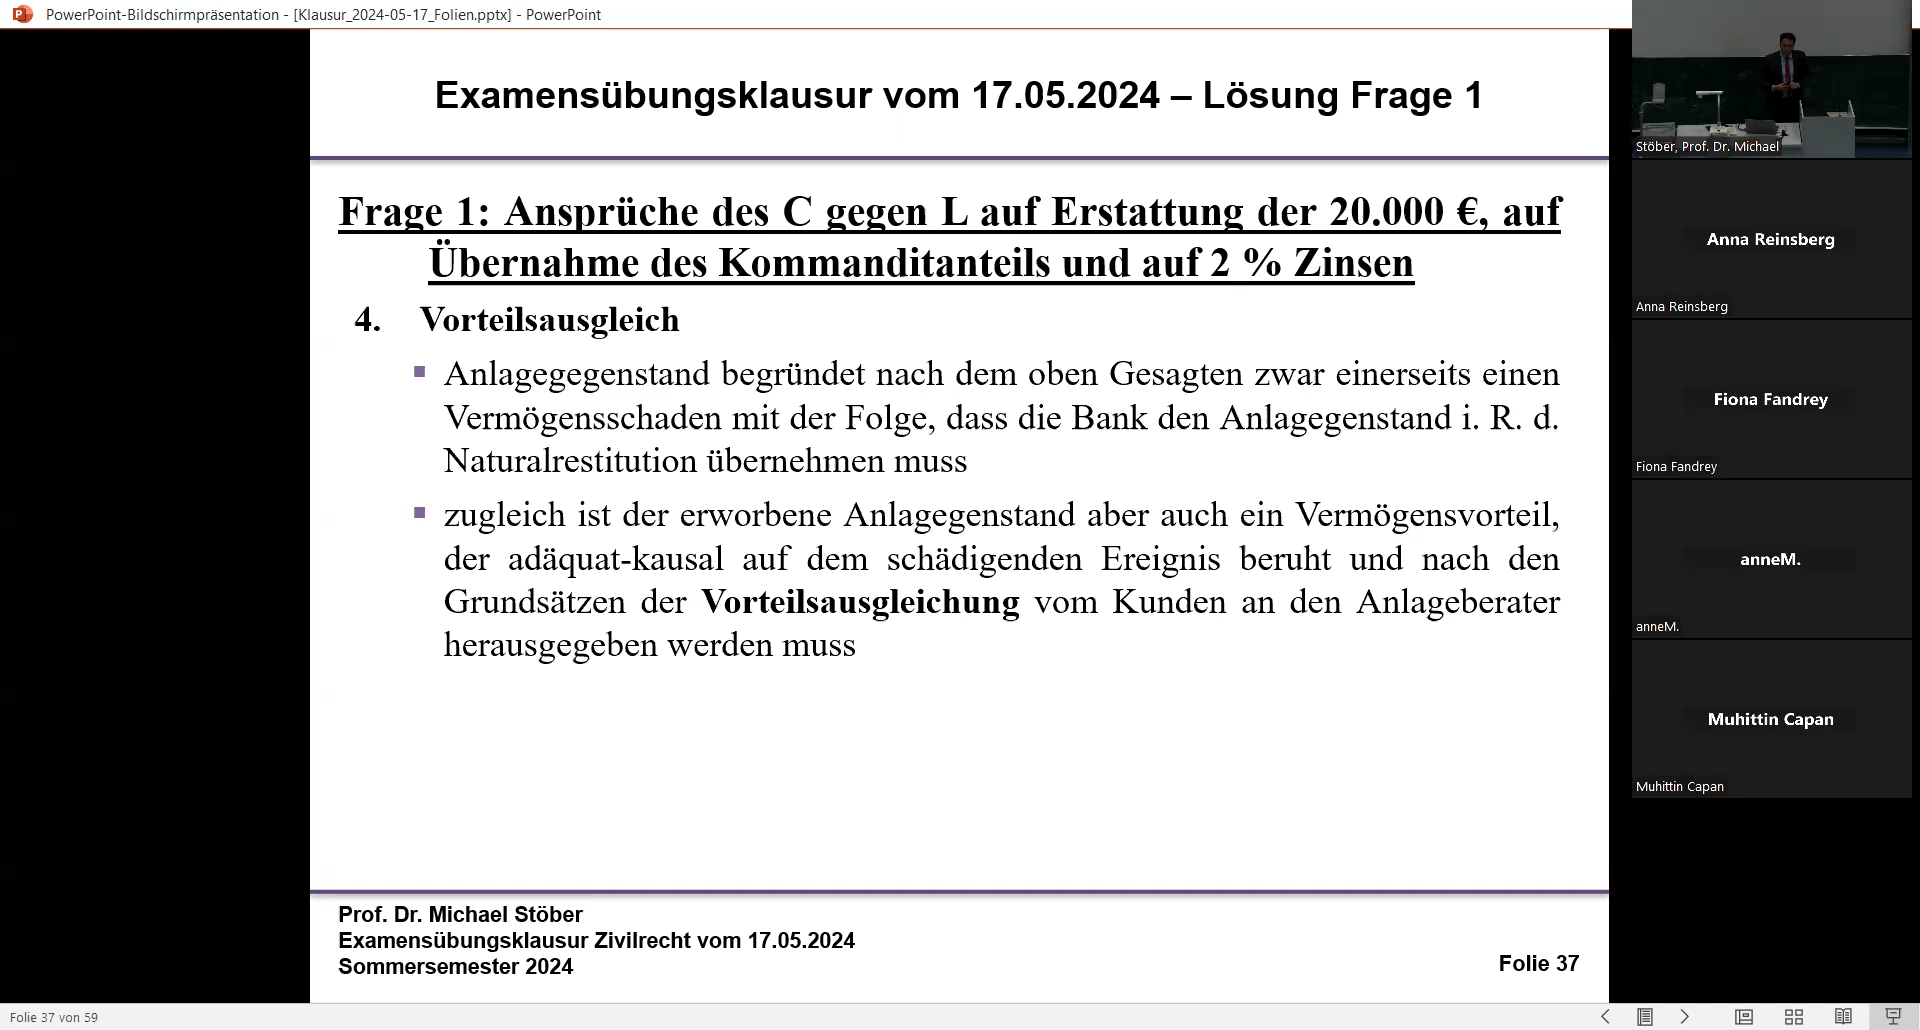 PowerPoint-Bildschirmpräsentation - [Klausur_2024-05-17_Folien.pptx] - PowerPoint
Examensübungsklausur vom 17.05.2024 – Lösung Frage 1
Frage 1: Ansprüche des C gegen L auf Erstattung der 20.000 €, auf
Übernahme des Kommanditanteils und auf 2 % Zinsen
4. Vorteilsausgleich
Anlagegegenstand begründet nach dem oben Gesagten zwar einerseits einen
Vermögensschaden mit der Folge, dass die Bank den Anlagegenstand i. R. d.
Naturalrestitution übernehmen muss
zugleich ist der erworbene Anlagegenstand aber auch ein Vermögensvorteil,
der adäquat-kausal auf dem schädigenden Ereignis beruht und nach den
Grundsätzen der Vorteilsausgleichung vom Kunden an den Anlageberater
herausgegeben werden muss
Prof. Dr. Michael Stöber
Examensübungsklausur Zivilrecht vom 17.05.2024
Sommersemester 2024
Folie 37
Stöber, Prof. Dr. Michael
Anna Reinsberg
Anna Reinsberg
Fiona Fandrey
Fiona Fandrey
anneM.
anneM.
Muhittin Capan
Muhittin Capan
Folie 37 von 59